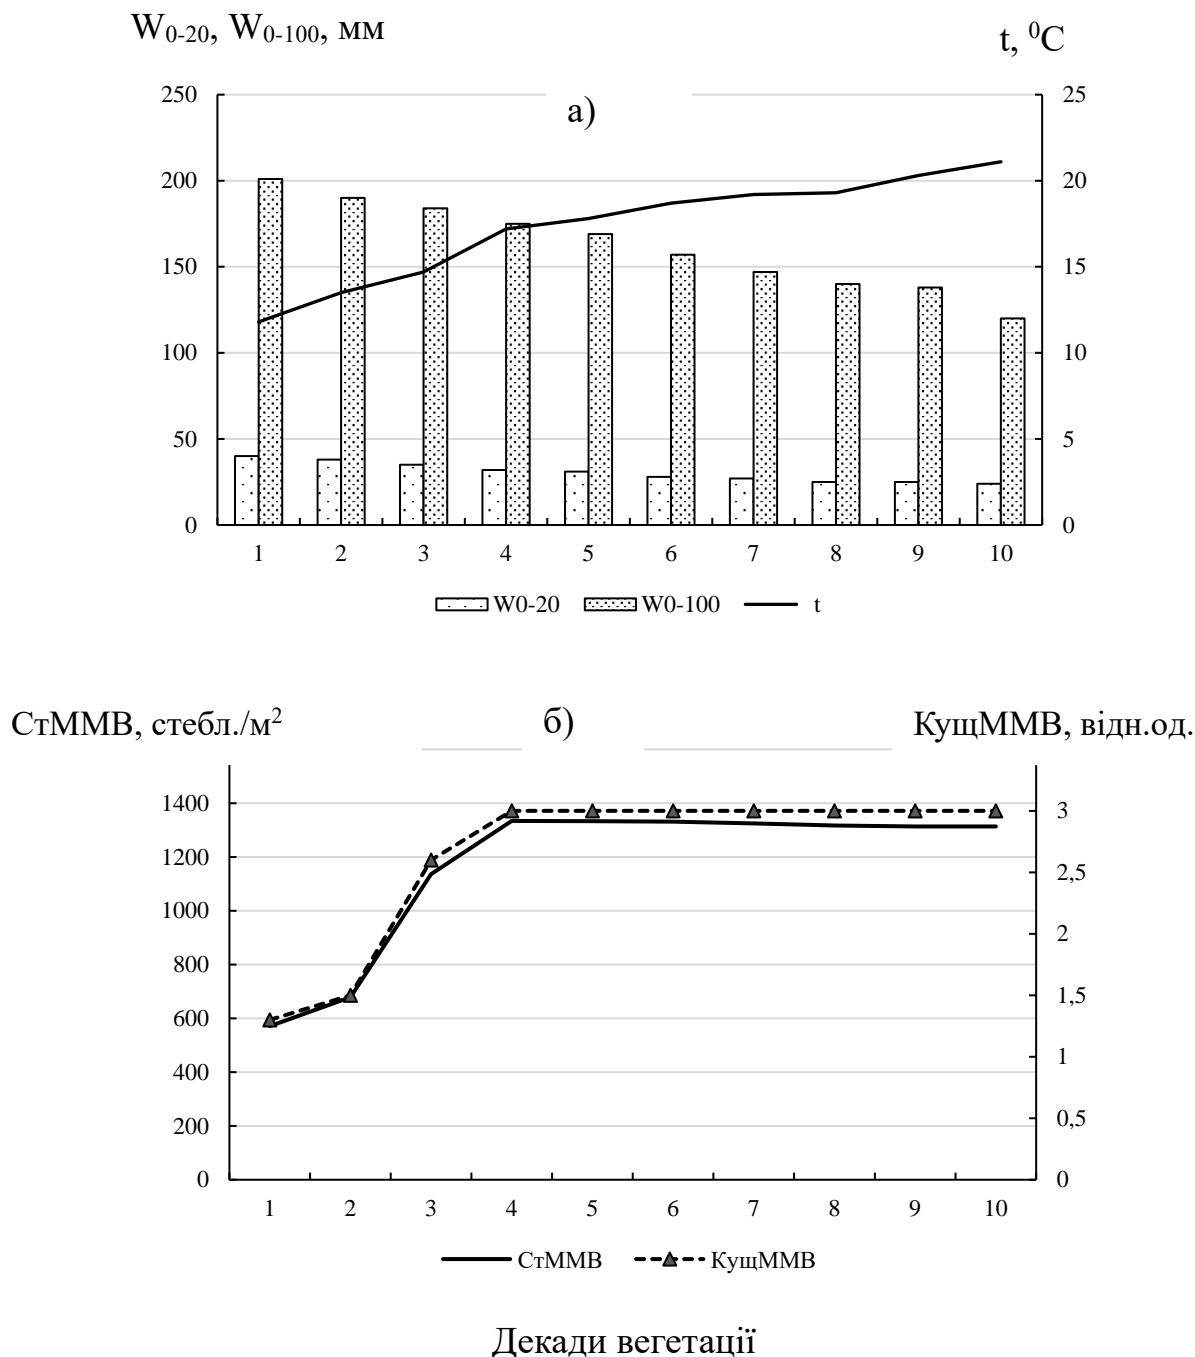 W0-20, W0-100, мм
t, 0С
а)
250
200
150
100
50
0
25
20
15
10
5
0
1 2 3 4 5 6 7 8 9 10
W0-20 W0-100 t
СтММВ, стебл./м2
б)
КущММВ, відн.од.
1400
1200
1000
800
600
400
200
0
3
2,5
2
1,5
1
0,5
0
1 2 3 4 5 6 7 8 9 10
СтММВ КущММВ
Декади вегетації